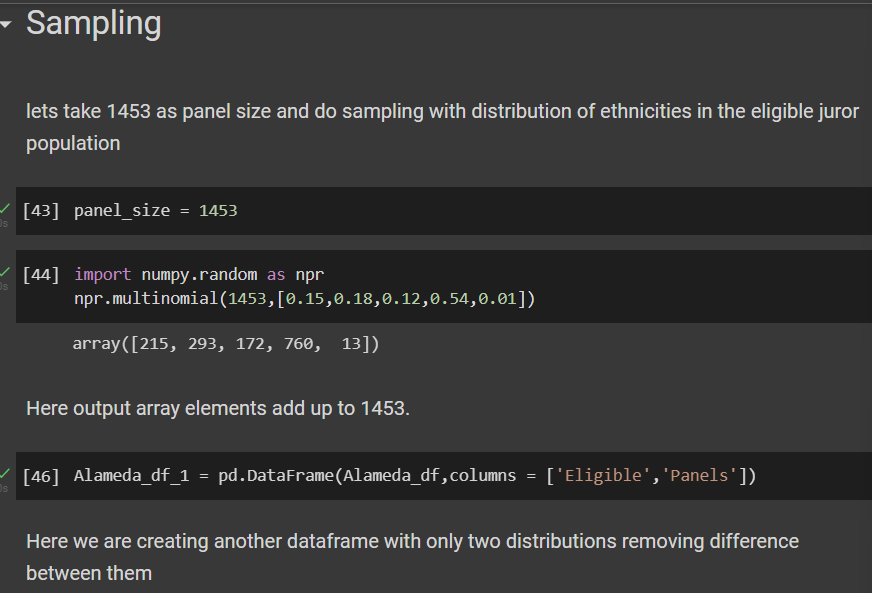 Sampling
lets take 1453 as panel size and do sampling with distribution of ethnicities in the eligible juror
population
[43] panel_size = 1453
[44] import numpy.random as npr
npr.multinomial(1453,[0.15,0.18,0.12,0.54,0.01])
array([215, 293, 172, 760,  13])
Here output array elements add up to 1453.
[46] Alameda_df_1 = pd.DataFrame(Alameda_df,columns = ['Eligible','Panels'])
Here we are creating another dataframe with only two distributions removing difference
between them